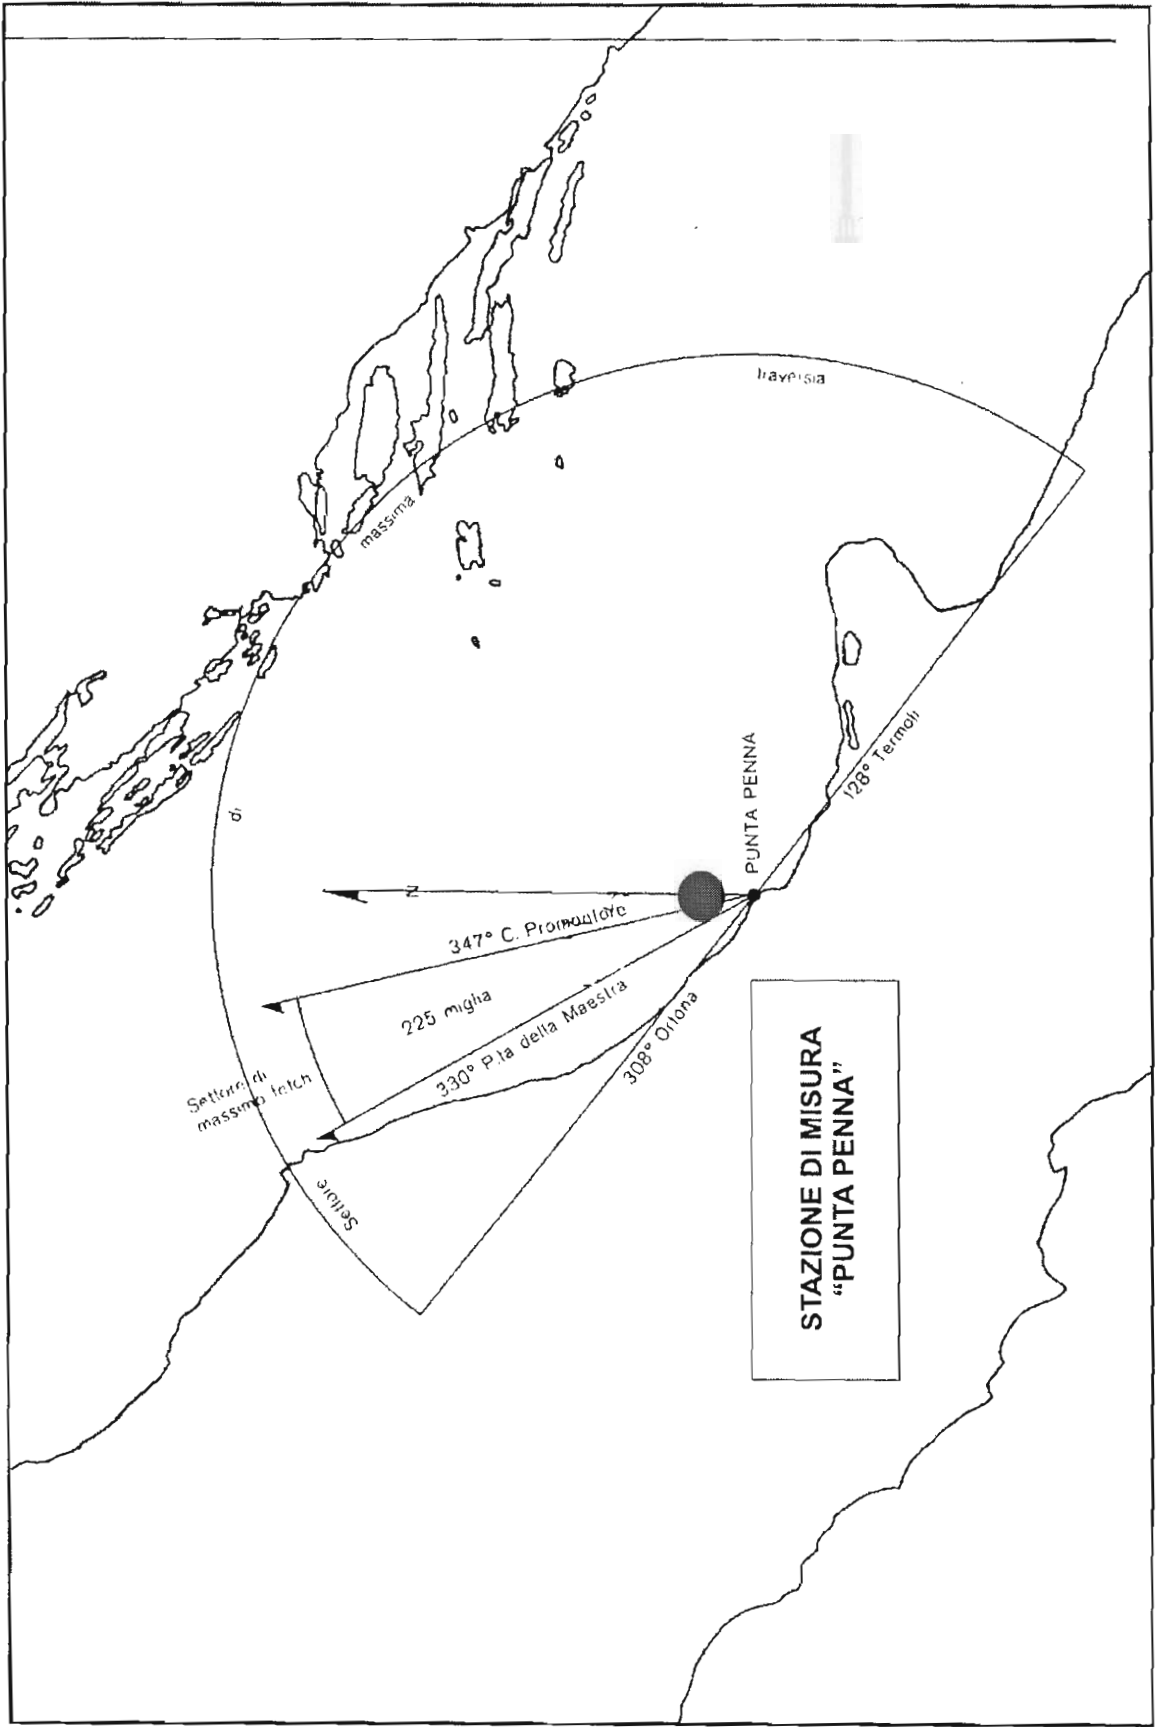 STAZIONE DI MISURA
“PUNTA PENNA”
PUNTA PENNA
N
347° C. Promontore
225 miglia
330° P.ta della Maestra
308° Ortona
128° Termoli
Settore di
massimo fetch
Settore
di
massima
traversia